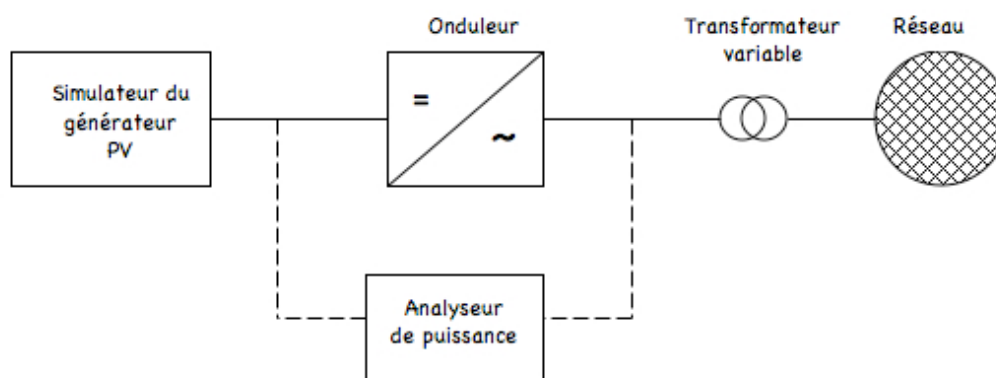 Onduleur
Transformateur
variable
Réseau
Simulateur du
générateur
PV
=
~
Analyseur
de puissance